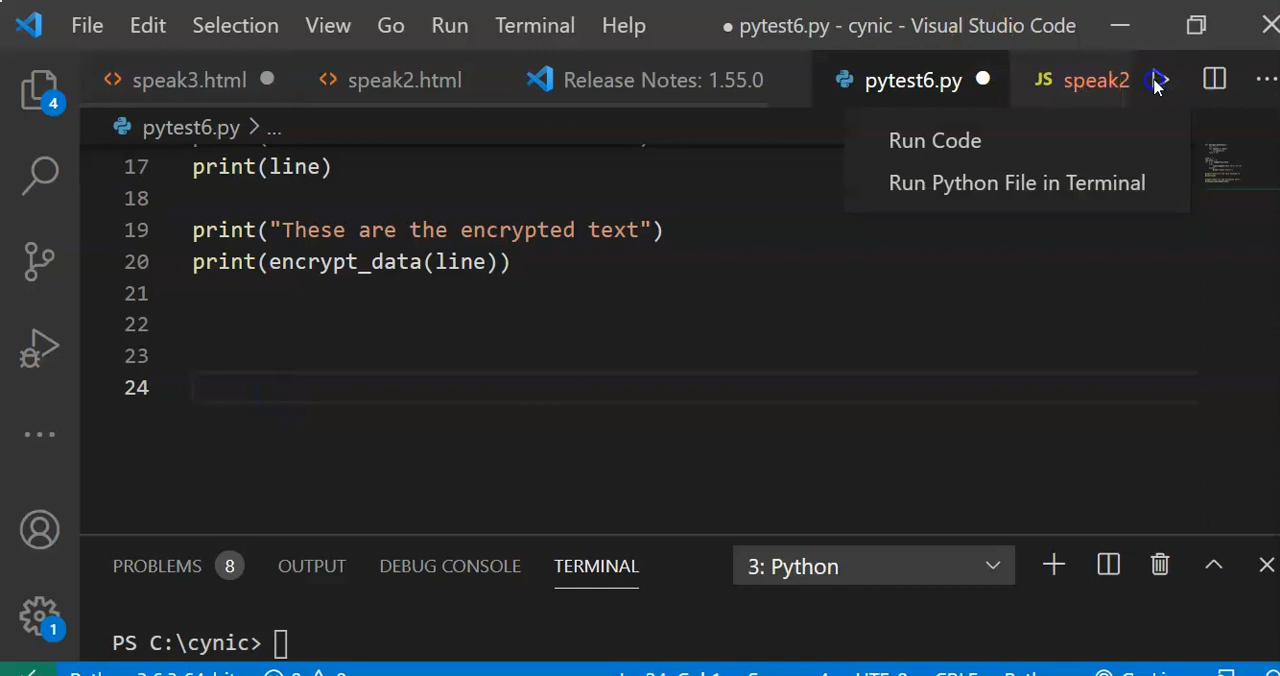 File Edit Selection View Go Run Terminal Help ● pytest6.py - cynic - Visual Studio Code
4 speak3.html speak2.html Release Notes: 1.55.0 pytest6.py JS speak2
pytest6.py > ...
Run Code
Run Python File in Terminal
17 print(line)
18
19 print("These are the encrypted text")
20 print(encrypt_data(line))
21
22
23
24
PROBLEMS 8 OUTPUT DEBUG CONSOLE TERMINAL 3: Python
1 PS C:\cynic>